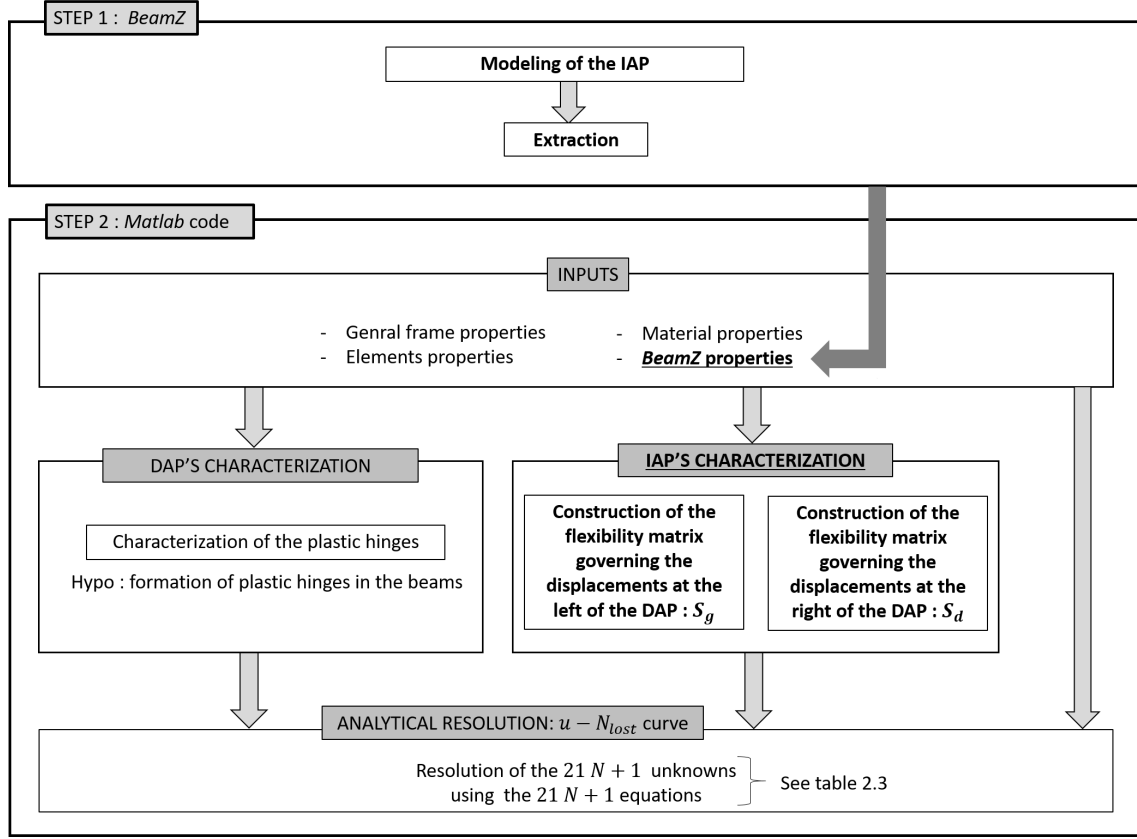 STEP 1 : BeamZ
Modeling of the IAP
Extraction
STEP 2 : Matlab code
INPUTS
- Genral frame properties
- Elements properties
- Material properties
- BeamZ properties
DAP'S CHARACTERIZATION
Characterization of the plastic hinges
Hypo : formation of plastic hinges in the beams
IAP'S CHARACTERIZATION
Construction of the
flexibility matrix
governing the
displacements at the
left of the DAP : S_g
Construction of the
flexibility matrix
governing the
displacements at the
right of the DAP : S_d
ANALYTICAL RESOLUTION: u − N_lost curve
Resolution of the 21 N + 1 unknowns
using the 21 N + 1 equations
See table 2.3